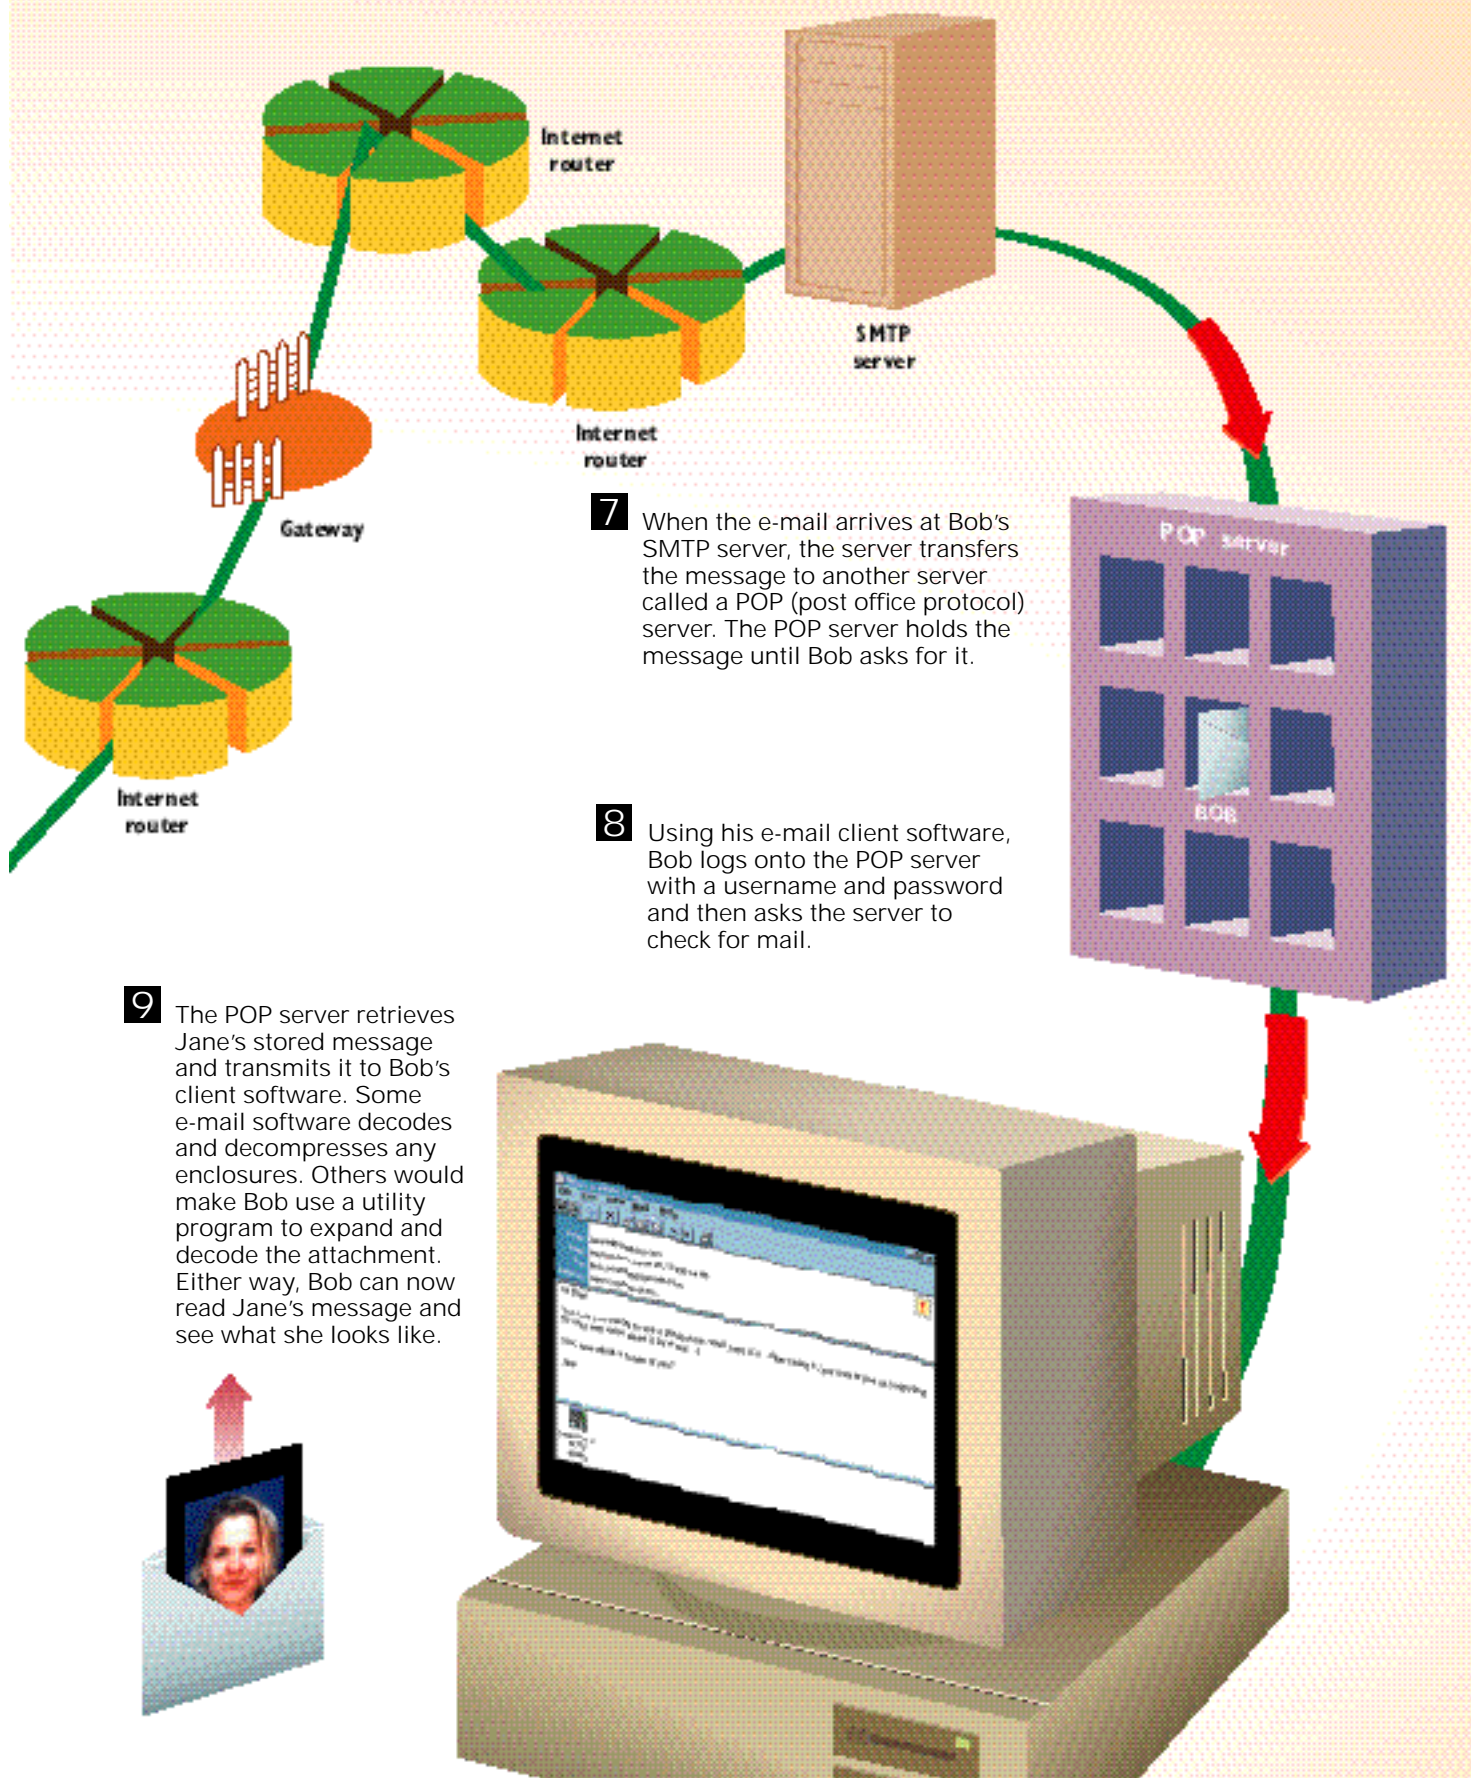 Internet
router
Internet
router
SMTP
server
Gateway
Internet
router
7
When the e-mail arrives at Bob’s
SMTP server, the server transfers
the message to another server
called a POP (post office protocol)
server. The POP server holds the
message until Bob asks for it.
POP server
BOB
8
Using his e-mail client software,
Bob logs onto the POP server
with a username and password
and then asks the server to
check for mail.
9
The POP server retrieves
Jane’s stored message
and transmits it to Bob’s
client software. Some
e-mail software decodes
and decompresses any
enclosures. Others would
make Bob use a utility
program to expand and
decode the attachment.
Either way, Bob can now
read Jane’s message and
see what she looks like.